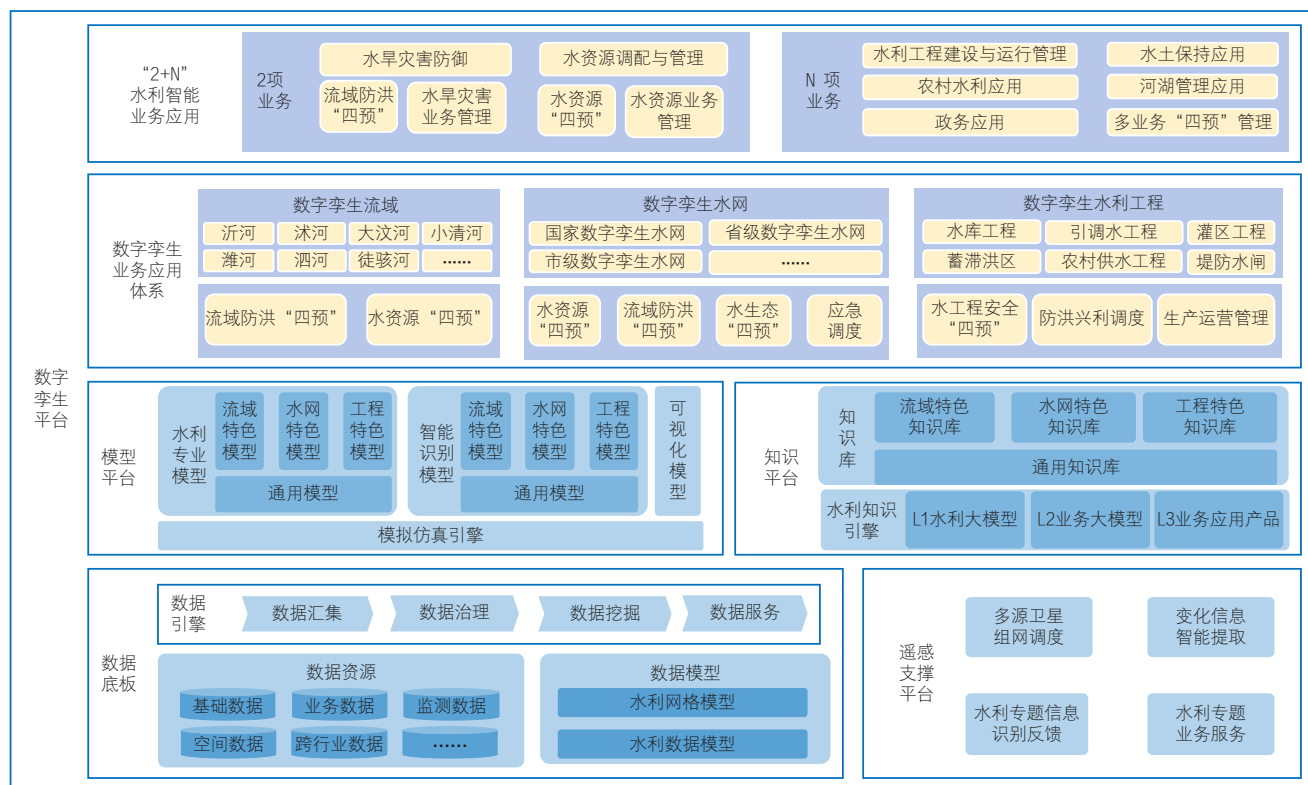 数字
孪生
平台
“2+N”
水利智能
业务应用
2项
业务
水旱灾害防御
流域防洪
“四预”
水旱灾害
业务管理
水资源调配与管理
水资源
“四预”
水资源业务
管理
N 项
业务
水利工程建设与运行管理
水土保持应用
农村水利应用
河湖管理应用
政务应用
多业务“四预”管理
数字孪生
业务应用
体系
数字孪生流域
沂河
沭河
大汶河
小清河
潍河
泗河
徒骇河
……
流域防洪“四预”
水资源“四预”
数字孪生水网
国家数字孪生水网
省级数字孪生水网
市级数字孪生水网
……
水资源
“四预”
流域防洪
“四预”
水生态
“四预”
应急
调度
数字孪生水利工程
水库工程
引调水工程
灌区工程
蓄滞洪区
农村供水工程
堤防水闸
水工程安全
“四预”
防洪兴利调度
生产运营管理
模型
平台
水利
专业
模型
流域
特色
模型
水网
特色
模型
工程
特色
模型
通用模型
智能
识别
模型
流域
特色
模型
水网
特色
模型
工程
特色
模型
通用模型
可
视
化
模
型
模拟仿真引擎
知识
平台
知
识
库
流域特色
知识库
水网特色
知识库
工程特色
知识库
通用知识库
水利知识
引擎
L1水利大模型
L2业务大模型
L3业务应用产品
数据
底板
数据
引擎
数据汇集
数据治理
数据挖掘
数据服务
数据资源
基础数据
业务数据
监测数据
空间数据
跨行业数据
……
数据模型
水利网格模型
水利数据模型
遥感
支撑
平台
多源卫星
组网调度
变化信息
智能提取
水利专题信息
识别反馈
水利专题
业务服务